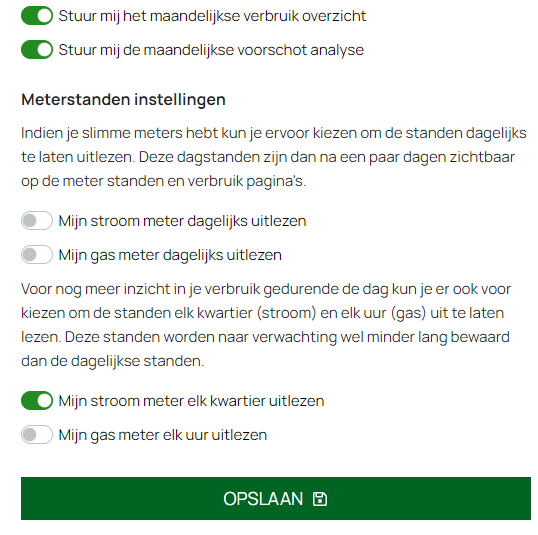 Stuur mij het maandelijkse verbruik overzicht
Stuur mij de maandelijkse voorschot analyse
Meterstanden instellingen
Indien je slimme meters hebt kun je ervoor kiezen om de standen dagelijks
te laten uitlezen. Deze dagstanden zijn dan na een paar dagen zichtbaar
op de meter standen en verbruik pagina's.
Mijn stroom meter dagelijks uitlezen
Mijn gas meter dagelijks uitlezen
Voor nog meer inzicht in je verbruik gedurende de dag kun je er ook voor
kiezen om de standen elk kwartier (stroom) en elk uur (gas) uit te laten
lezen. Deze standen worden naar verwachting wel minder lang bewaard
dan de dagelijkse standen.
Mijn stroom meter elk kwartier uitlezen
Mijn gas meter elk uur uitlezen
OPSLAAN